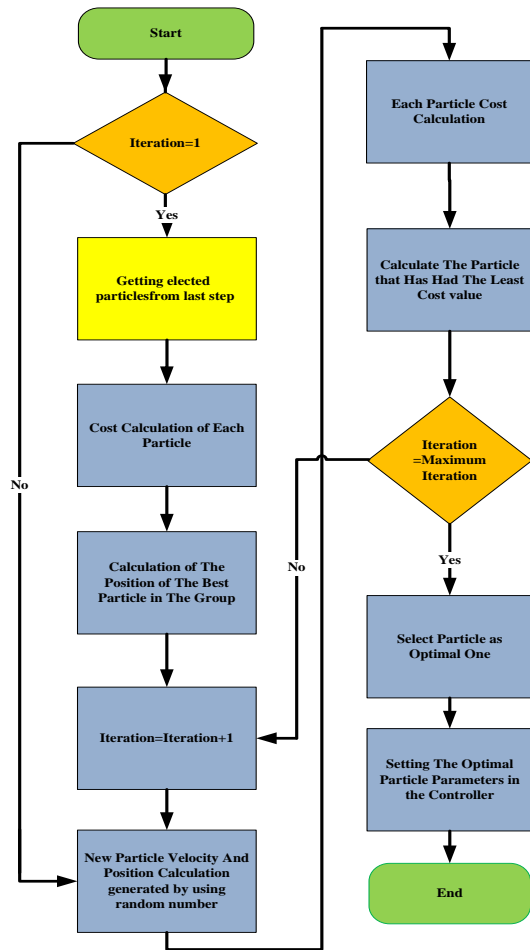 Start
Iteration=1
Yes
Getting elected
particlesfrom last step
Cost Calculation of Each
Particle
No
Calculation of The
Position of The Best
Particle in The Group
Iteration=Iteration+1
New Particle Velocity And
Position Calculation
generated by using
random number
Each Particle Cost
Calculation
Calculate The Particle
that Has Had The Least
Cost value
Iteration
=Maximum
Iteration
No
Yes
Select Particle as
Optimal One
Setting The Optimal
Particle Parameters in
the Controller
End